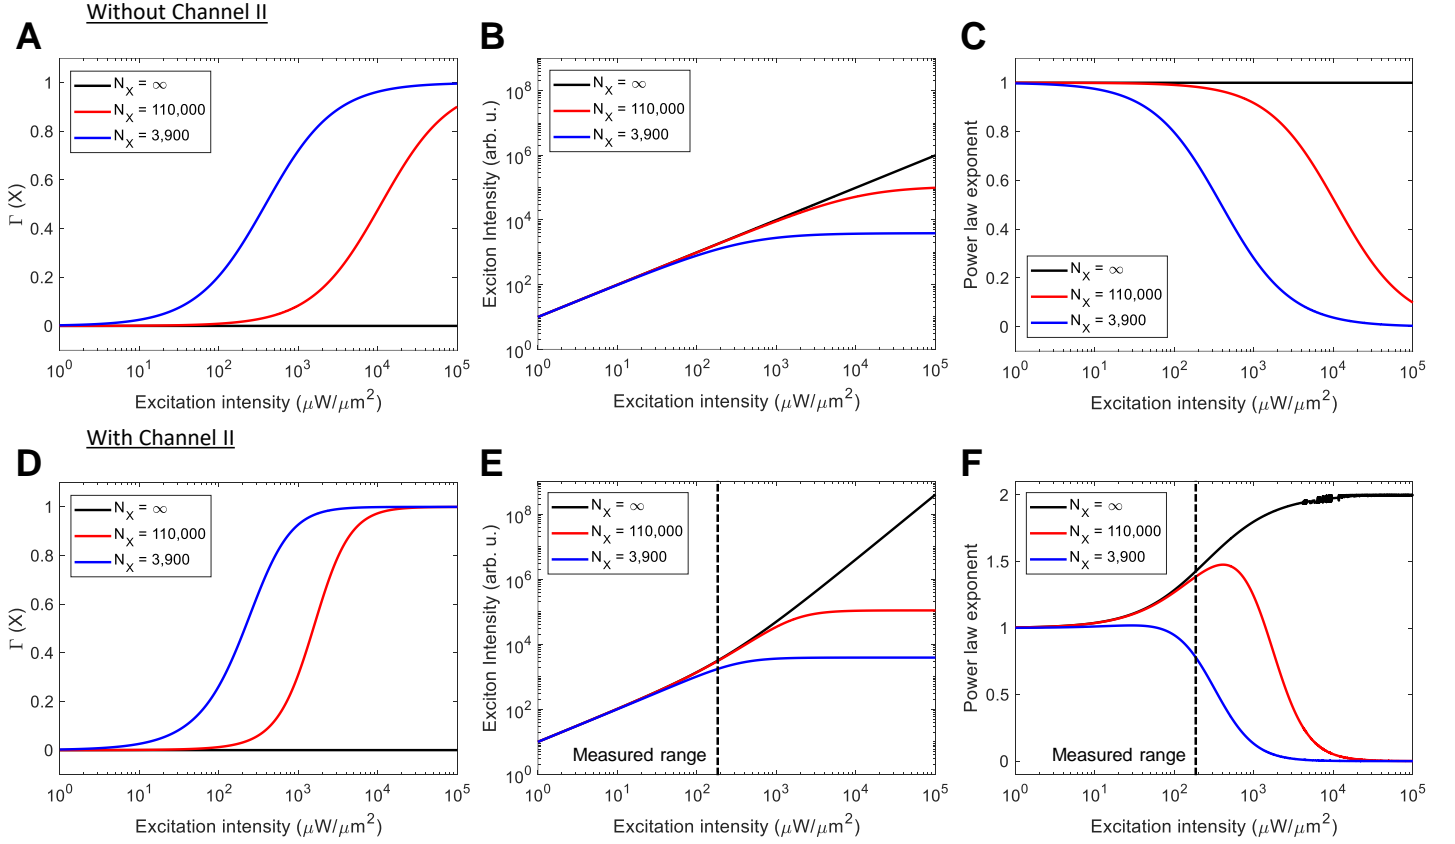 Without Channel II
A
B
C
1
0.8
0.6
0.4
0.2
0
Γ (X)
N_X = ∞
N_X = 110,000
N_X = 3,900
10^0 10^1 10^2 10^3 10^4 10^5
Excitation intensity (μW/μm^2)
10^8
10^6
10^4
10^2
10^0
Exciton Intensity (arb. u.)
N_X = ∞
N_X = 110,000
N_X = 3,900
10^0 10^1 10^2 10^3 10^4 10^5
Excitation intensity (μW/μm^2)
1
0.8
0.6
0.4
0.2
0
Power law exponent
N_X = ∞
N_X = 110,000
N_X = 3,900
10^0 10^1 10^2 10^3 10^4 10^5
Excitation intensity (μW/μm^2)
With Channel II
D
E
F
1
0.8
0.6
0.4
0.2
0
Γ (X)
N_X = ∞
N_X = 110,000
N_X = 3,900
10^0 10^1 10^2 10^3 10^4 10^5
Excitation intensity (μW/μm^2)
10^8
10^6
10^4
10^2
10^0
Exciton Intensity (arb. u.)
N_X = ∞
N_X = 110,000
N_X = 3,900
Measured range
10^0 10^1 10^2 10^3 10^4 10^5
Excitation intensity (μW/μm^2)
2
1.5
1
0.5
0
Power law exponent
N_X = ∞
N_X = 110,000
N_X = 3,900
Measured range
10^0 10^1 10^2 10^3 10^4 10^5
Excitation intensity (μW/μm^2)